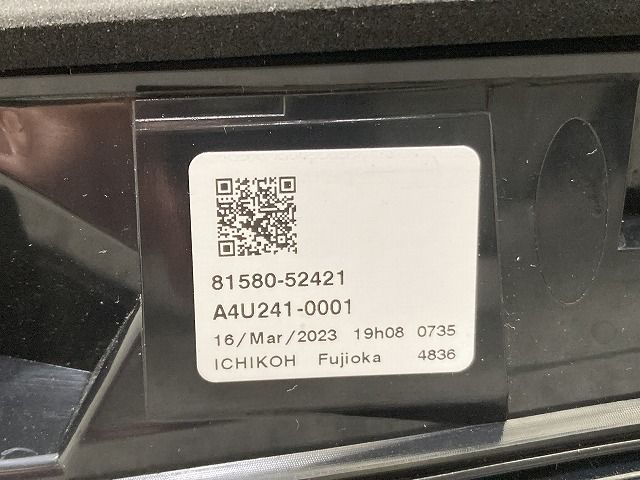 81580-52421
A4U241-0001
16/Mar/2023 19h08 0735
ICHIKOH Fujioka 4836